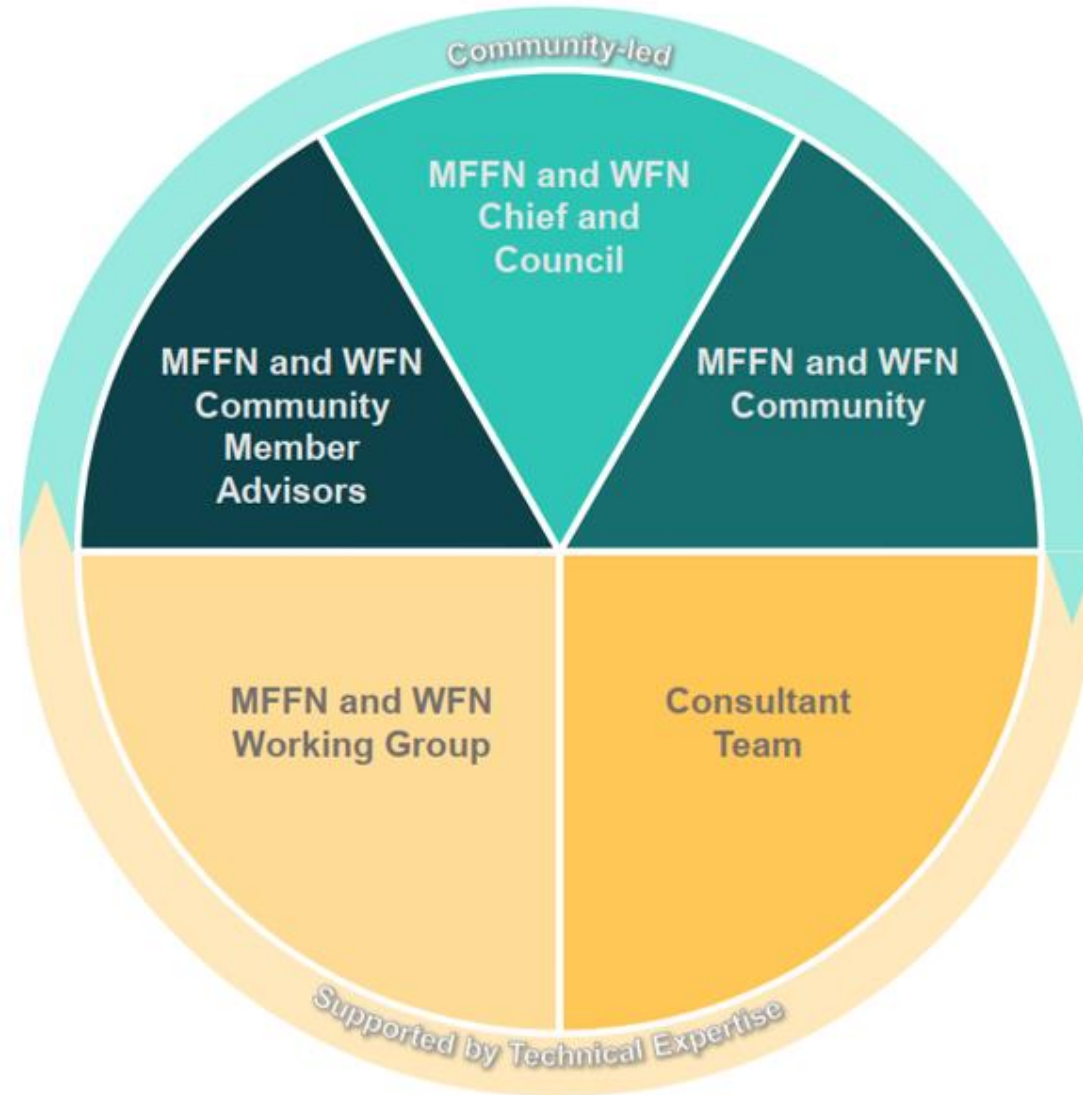 Community-led
MFFN and WFN
Chief and
Council
MFFN and WFN
Community
Member
Advisors
MFFN and WFN
Community
MFFN and WFN
Working Group
Consultant
Team
Supported by Technical Expertise